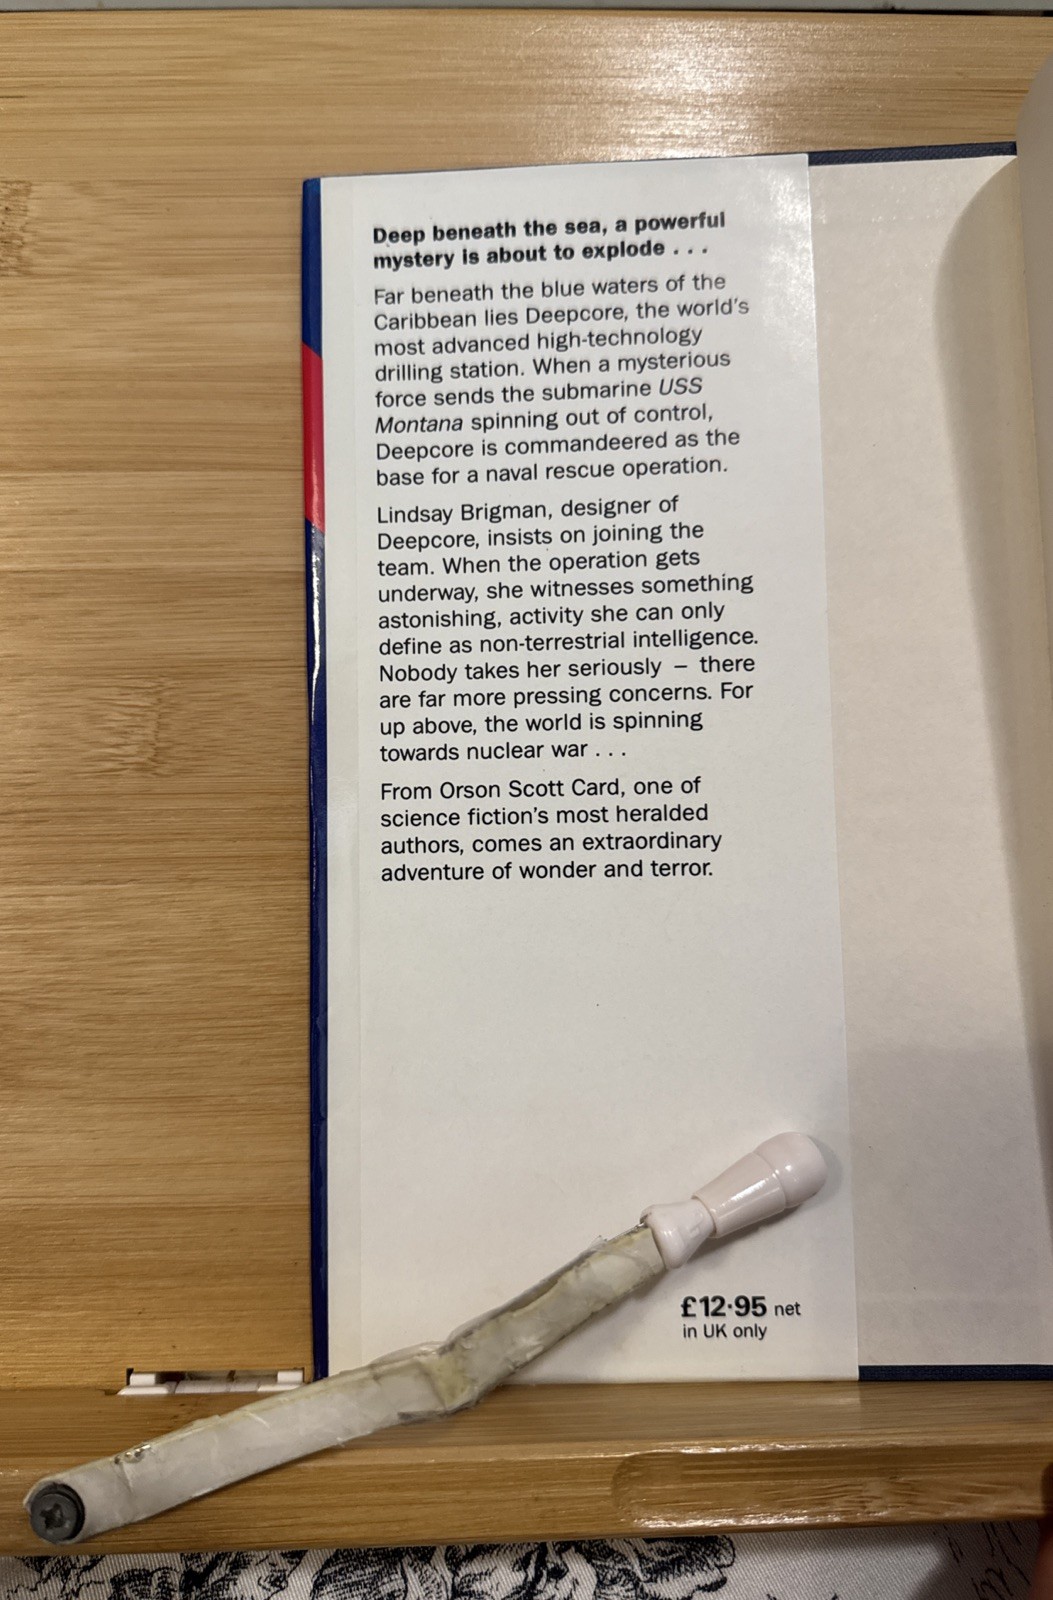 Deep beneath the sea, a powerful
mystery is about to explode . . .
Far beneath the blue waters of the
Caribbean lies Deepcore, the world's
most advanced high-technology
drilling station. When a mysterious
force sends the submarine USS
Montana spinning out of control,
Deepcore is commandeered as the
base for a naval rescue operation.
Lindsay Brigman, designer of
Deepcore, insists on joining the
team. When the operation gets
underway, she witnesses something
astonishing, activity she can only
define as non-terrestrial intelligence.
Nobody takes her seriously – there
are far more pressing concerns. For
up above, the world is spinning
towards nuclear war . . .
From Orson Scott Card, one of
science fiction's most heralded
authors, comes an extraordinary
adventure of wonder and terror.
£12·95 net
in UK only